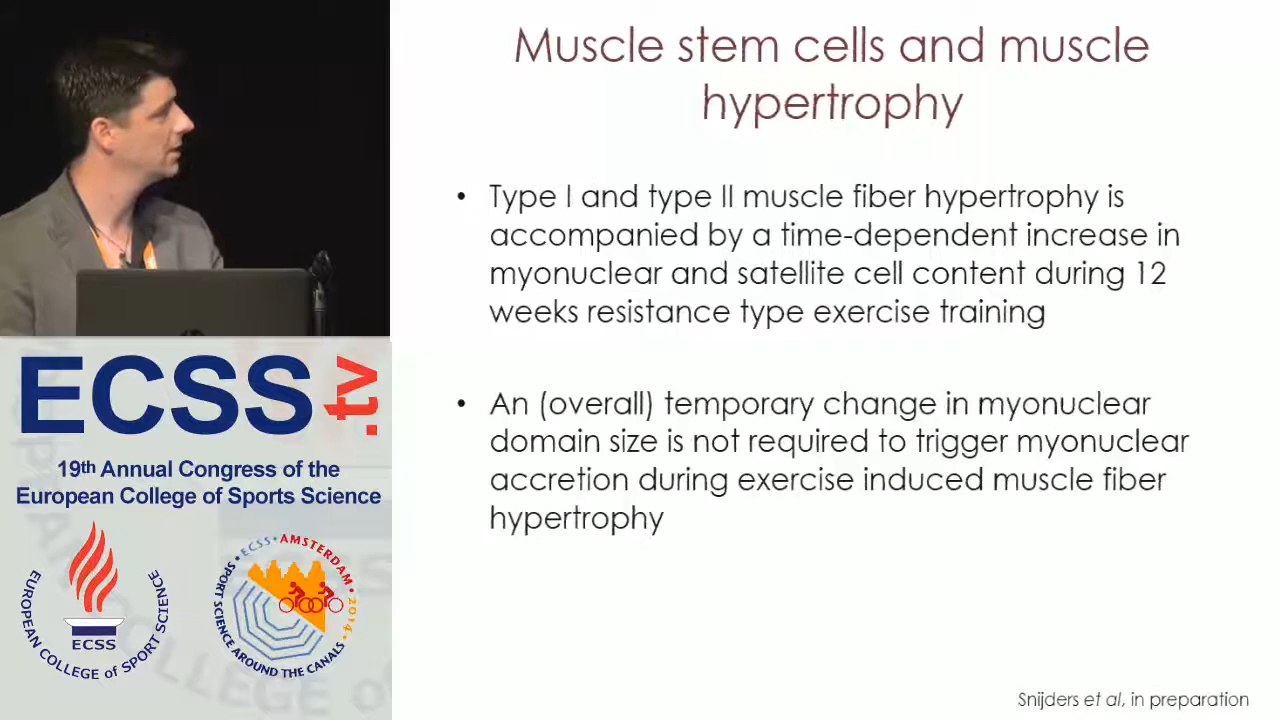 Muscle stem cells and muscle
hypertrophy
• Type I and type II muscle fiber hypertrophy is
accompanied by a time-dependent increase in
myonuclear and satellite cell content during 12
weeks resistance type exercise training
• An (overall) temporary change in myonuclear
domain size is not required to trigger myonuclear
accretion during exercise induced muscle fiber
hypertrophy
Snijders et al, in preparation
ECSS.tv
19th Annual Congress of the
European College of Sports Science
EUROPEAN COLLEGE of SPORT SCIENCE
ECSS
ECSS • AMSTERDAM • 2014 •
SPORT SCIENCE AROUND THE CANALS